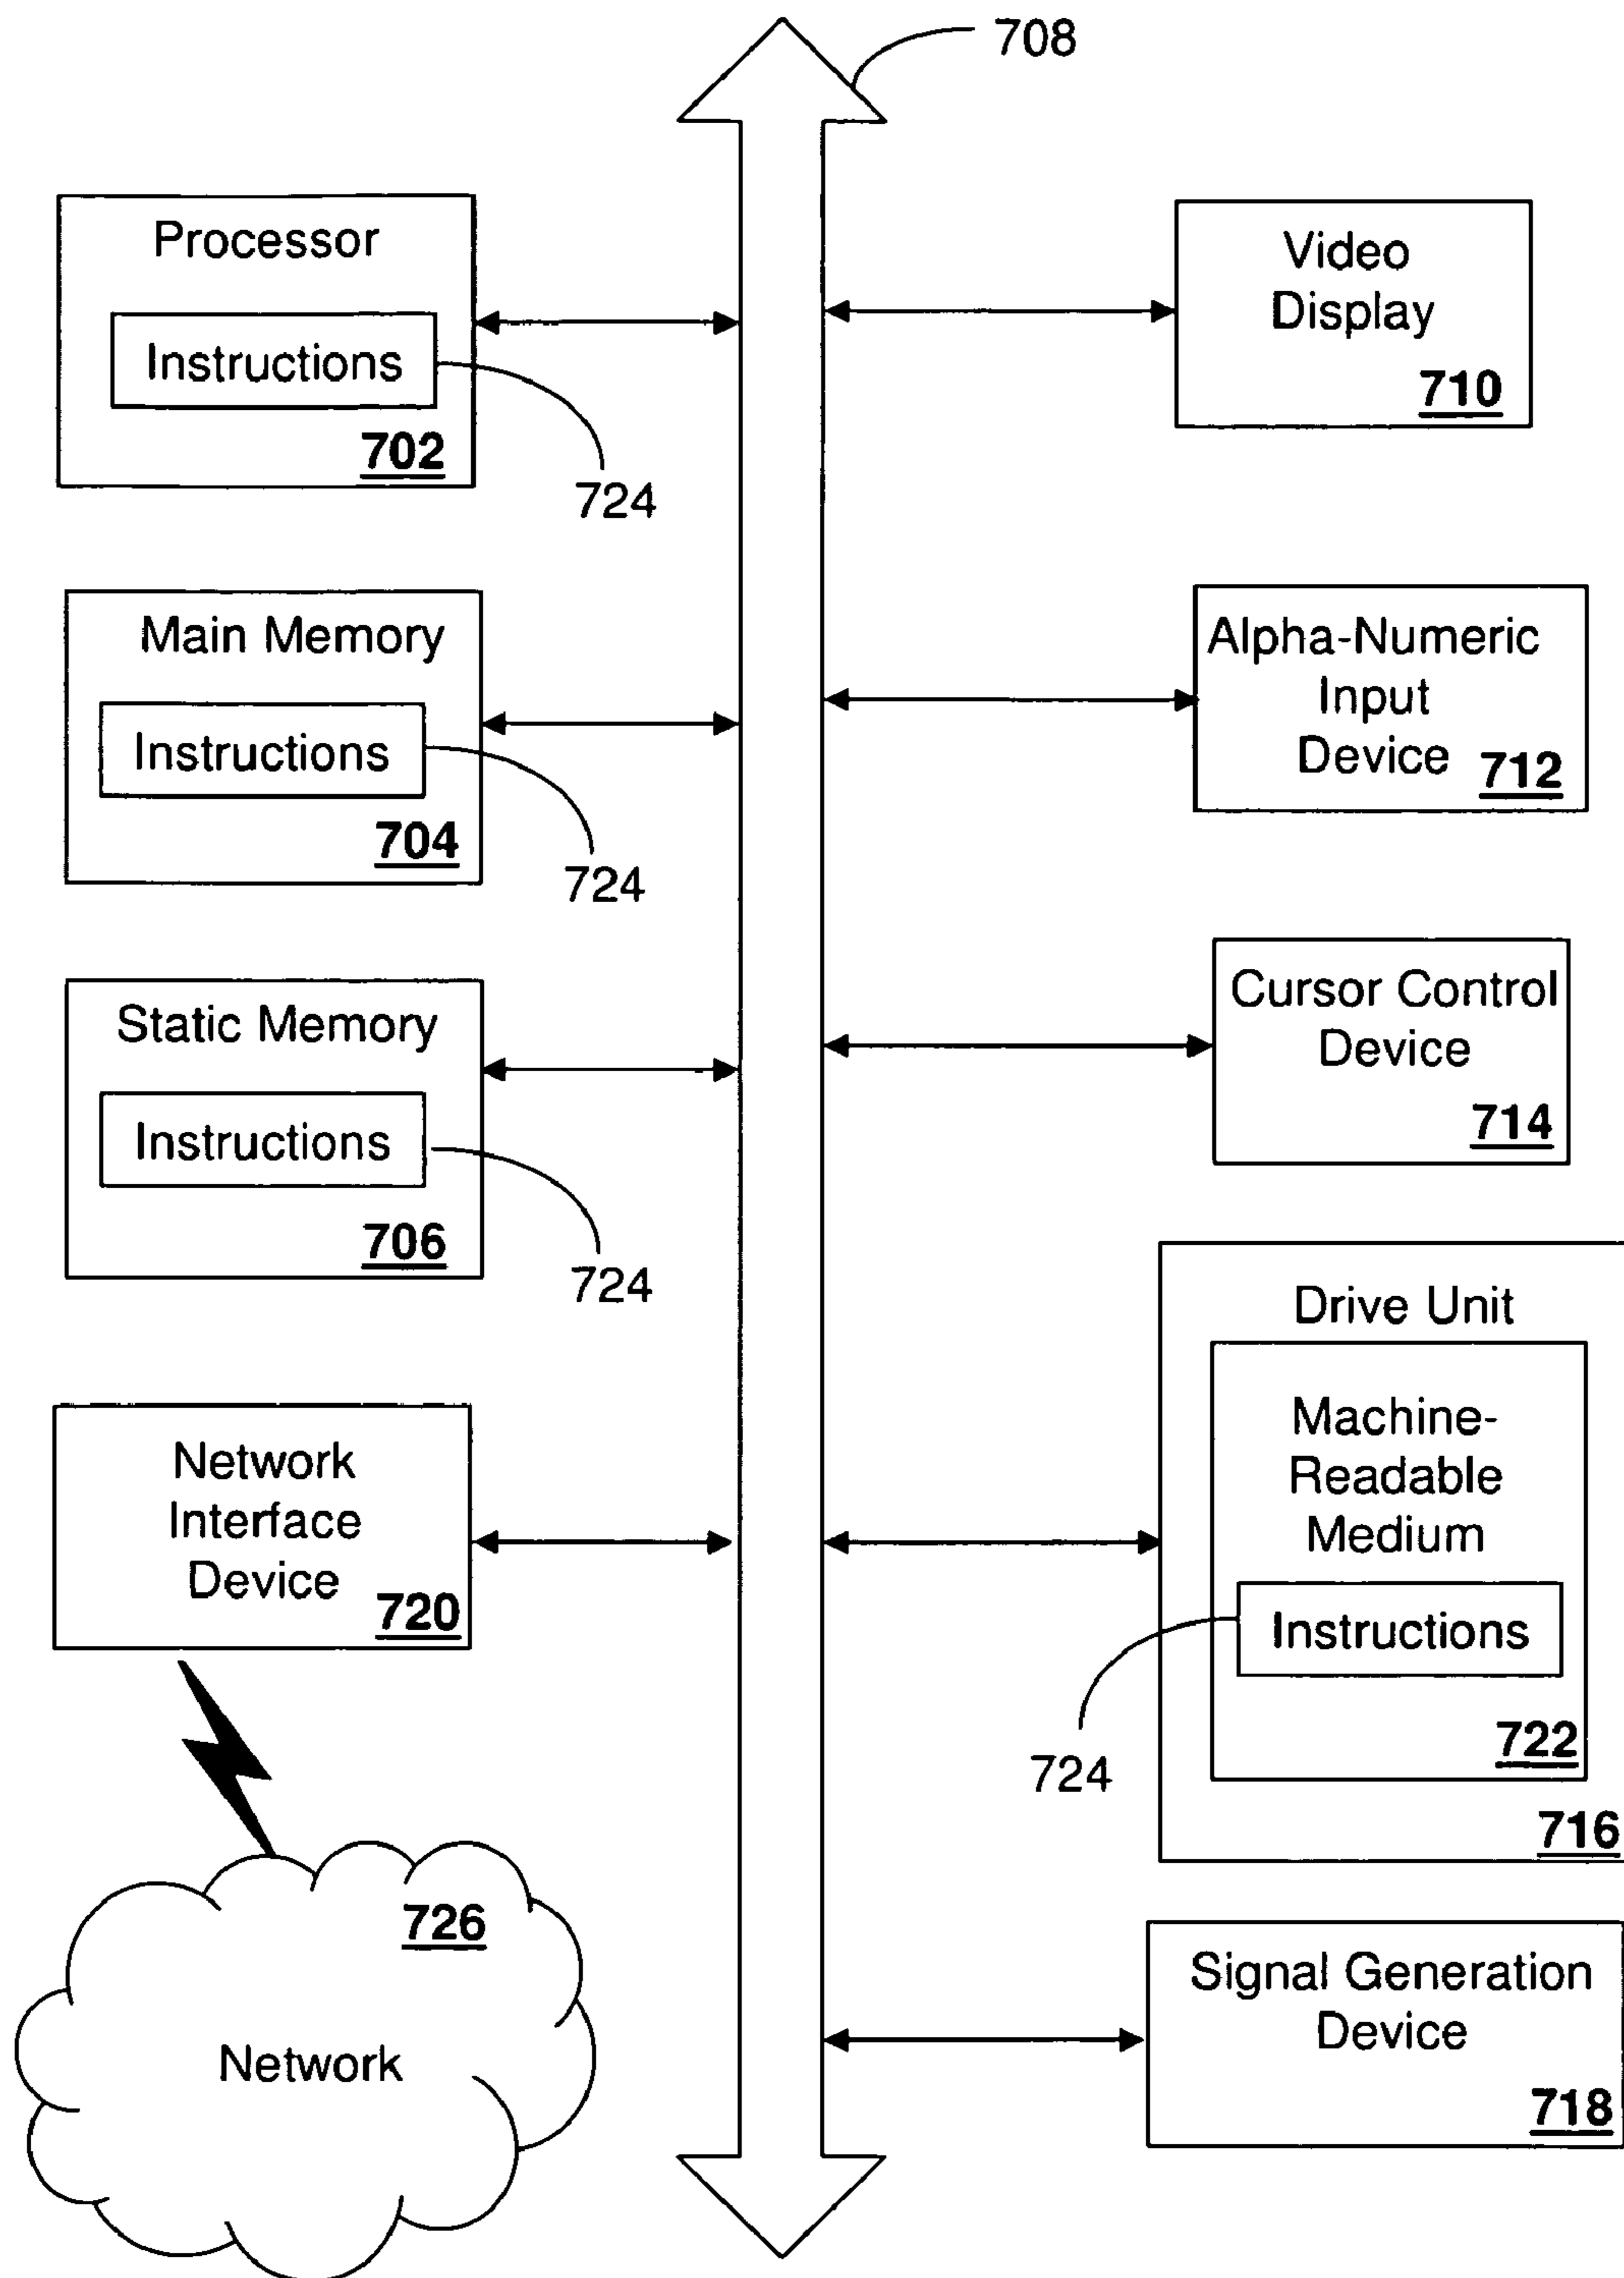 708
Processor
Instructions
702
724
Main Memory
Instructions
704
724
Static Memory
Instructions
706
724
Network
Interface
Device
720
726
Network
Video
Display
710
Alpha-Numeric
Input
Device 712
Cursor Control
Device
714
Drive Unit
Machine-
Readable
Medium
Instructions
722
724
716
Signal Generation
Device
718